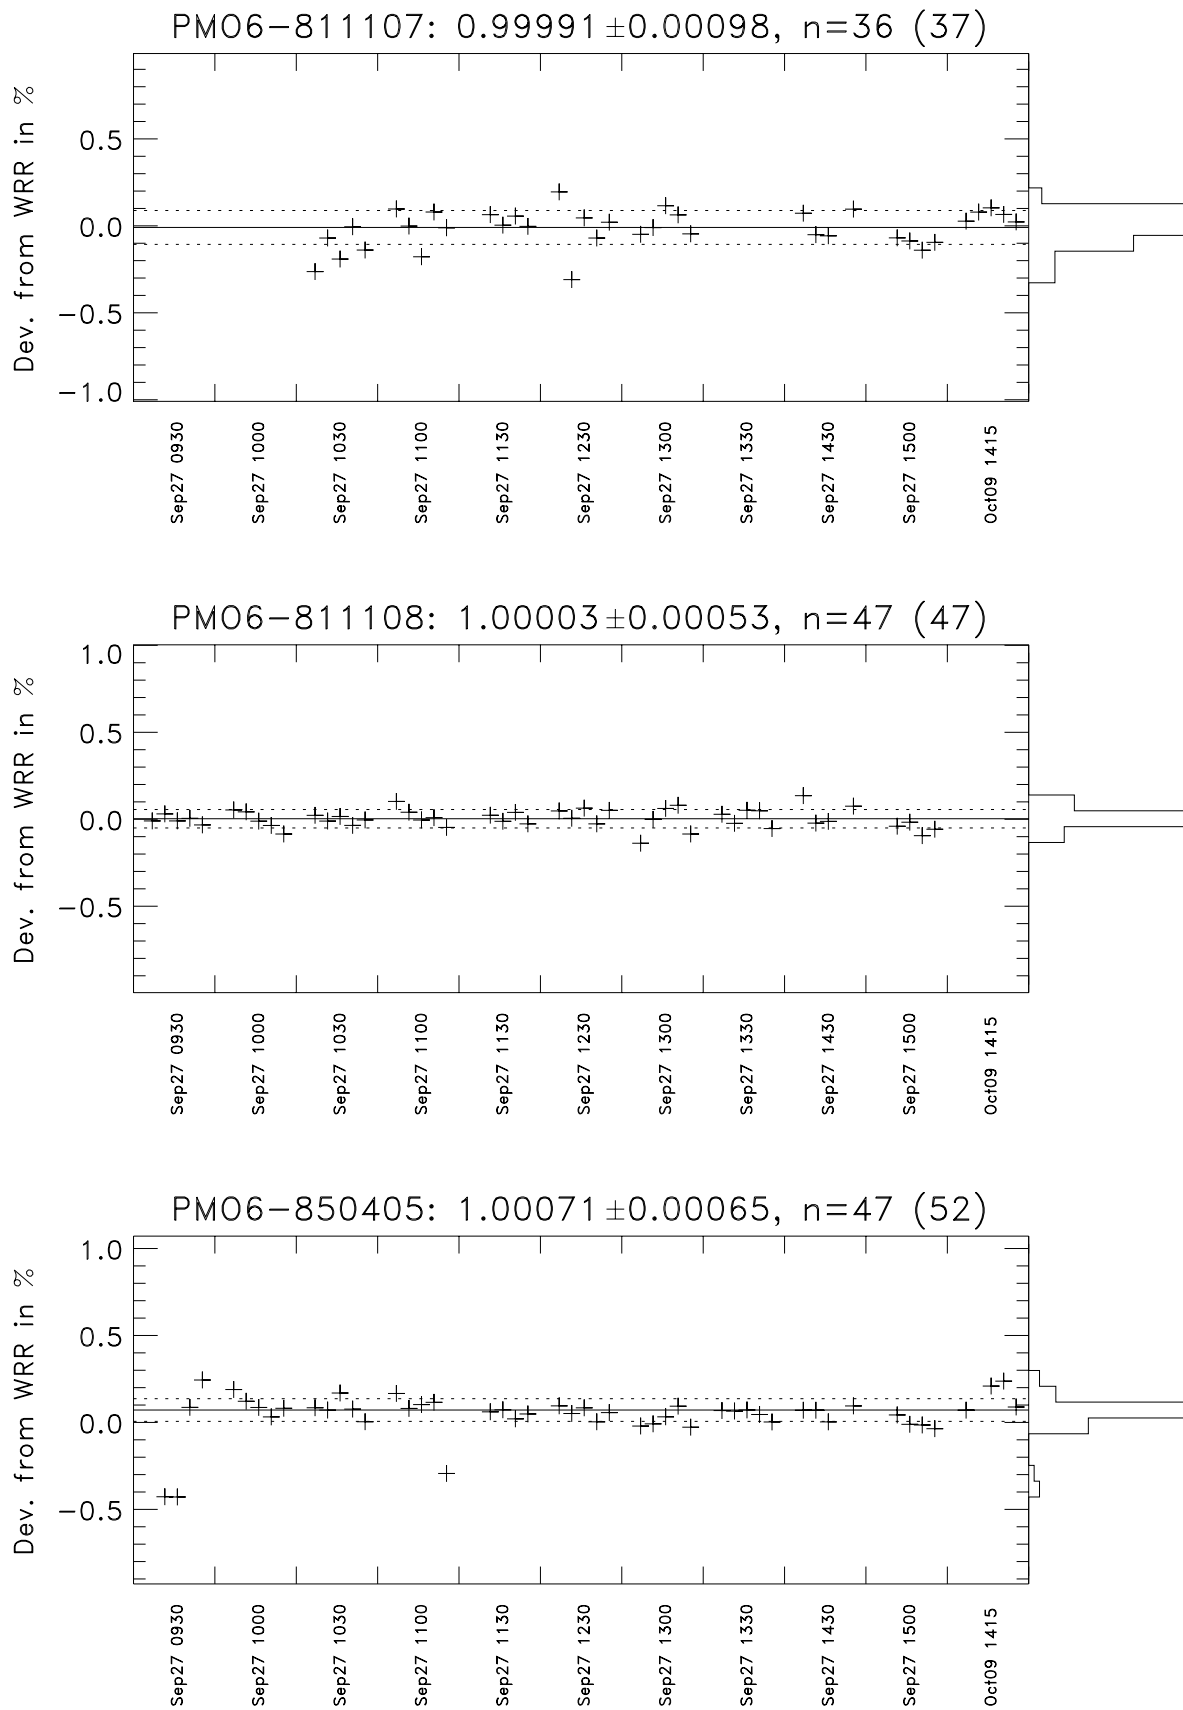 PMO6-811107: 0.99991±0.00098, n=36 (37)
Dev. from WRR in %
0.5
0.0
-0.5
-1.0
Sep27 0930
Sep27 1000
Sep27 1030
Sep27 1100
Sep27 1130
Sep27 1230
Sep27 1300
Sep27 1330
Sep27 1430
Sep27 1500
Oct09 1415
PMO6-811108: 1.00003±0.00053, n=47 (47)
Dev. from WRR in %
1.0
0.5
0.0
-0.5
Sep27 0930
Sep27 1000
Sep27 1030
Sep27 1100
Sep27 1130
Sep27 1230
Sep27 1300
Sep27 1330
Sep27 1430
Sep27 1500
Oct09 1415
PMO6-850405: 1.00071±0.00065, n=47 (52)
Dev. from WRR in %
1.0
0.5
0.0
-0.5
Sep27 0930
Sep27 1000
Sep27 1030
Sep27 1100
Sep27 1130
Sep27 1230
Sep27 1300
Sep27 1330
Sep27 1430
Sep27 1500
Oct09 1415